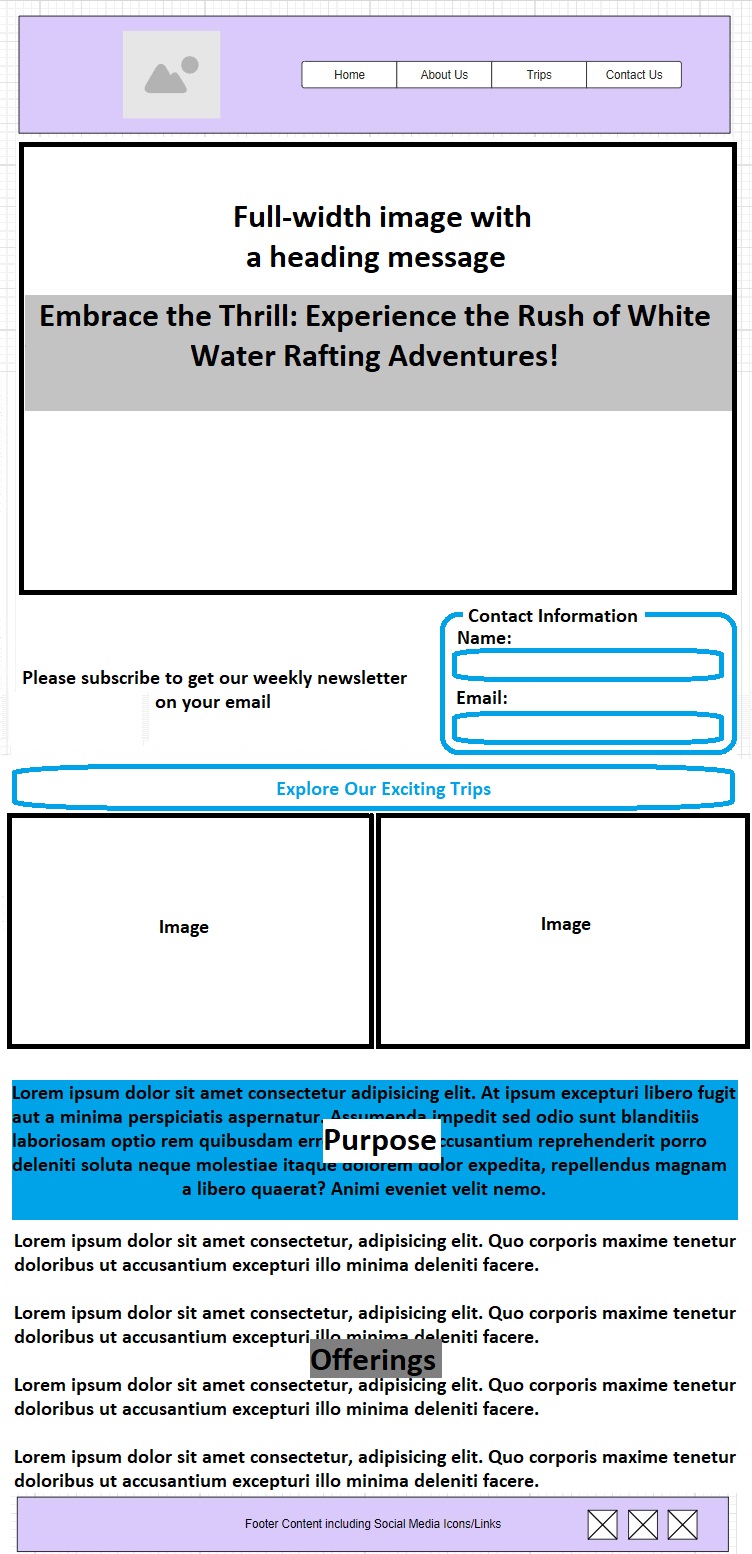 Home About Us Trips Contact Us
Full-width image with
a heading message
Embrace the Thrill: Experience the Rush of White
Water Rafting Adventures!
Contact Information
Name:
Please subscribe to get our weekly newsletter
on your email
Email:
Explore Our Exciting Trips
Image
Image
Lorem ipsum dolor sit amet consectetur adipisicing elit. At ipsum excepturi libero fugit
aut a minima perspiciatis aspernatur. Assumenda impedit sed odio sunt blanditiis
laboriosam optio rem quibusdam err ccusantium reprehenderit porro
Purpose
deleniti soluta neque molestiae itaque dolorem dolor expedita, repellendus magnam
a libero quaerat? Animi eveniet velit nemo.
Lorem ipsum dolor sit amet consectetur, adipisicing elit. Quo corporis maxime tenetur
doloribus ut accusantium excepturi illo minima deleniti facere.
Lorem ipsum dolor sit amet consectetur, adipisicing elit. Quo corporis maxime tenetur
doloribus ut accusantium excepturi illo minima deleniti facere.
Offerings
Lorem ipsum dolor sit amet consectetur, adipisicing elit. Quo corporis maxime tenetur
doloribus ut accusantium excepturi illo minima deleniti facere.
Lorem ipsum dolor sit amet consectetur, adipisicing elit. Quo corporis maxime tenetur
doloribus ut accusantium excepturi illo minima deleniti facere.
Footer Content including Social Media Icons/Links